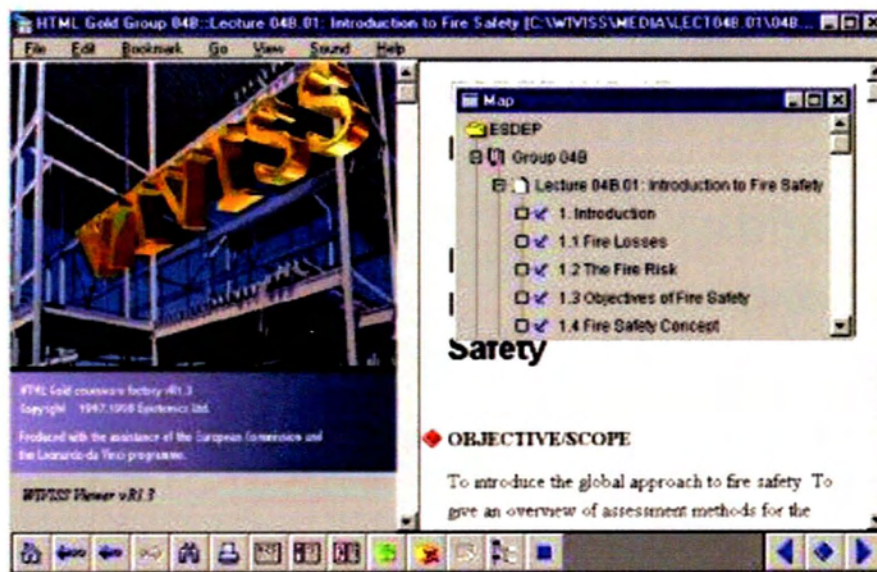 HTML Gold Group 04B::Lecture 04B.01: Introduction to Fire Safety [C:\WIVISS\MEDIA\LECT04B.01\04B...
File Edit Bookmark Go View Sound Help
WIVISS
HTML Gold courseware factory vR1.3
Copyright 1997,1998 Epistemics Ltd.
Produced with the assistance of the European Commission and
the Leonardo da Vinci programme.
WIVISS Viewer vR1.3
Map
ESDEP
Group 04B
Lecture 04B.01: Introduction to Fire Safety
1. Introduction
1.1 Fire Losses
1.2 The Fire Risk
1.3 Objectives of Fire Safety
1.4 Fire Safety Concept
Safety
OBJECTIVE/SCOPE
To introduce the global approach to fire safety. To
give an overview of assessment methods for the